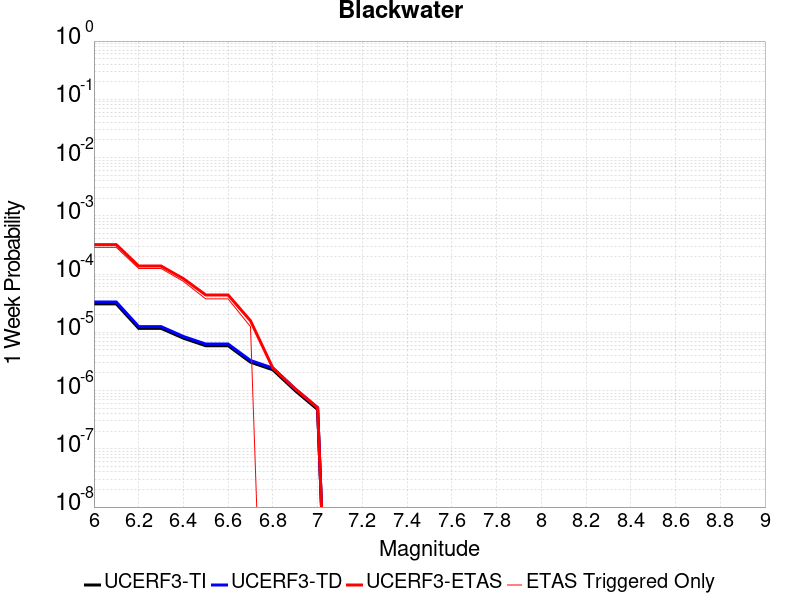 Blackwater
10^0
10^-1
10^-2
10^-3
10^-4
10^-5
10^-6
10^-7
10^-8
1 Week Probability
6 6.2 6.4 6.6 6.8 7 7.2 7.4 7.6 7.8 8 8.2 8.4 8.6 8.8 9
Magnitude
UCERF3-TI UCERF3-TD UCERF3-ETAS ETAS Triggered Only